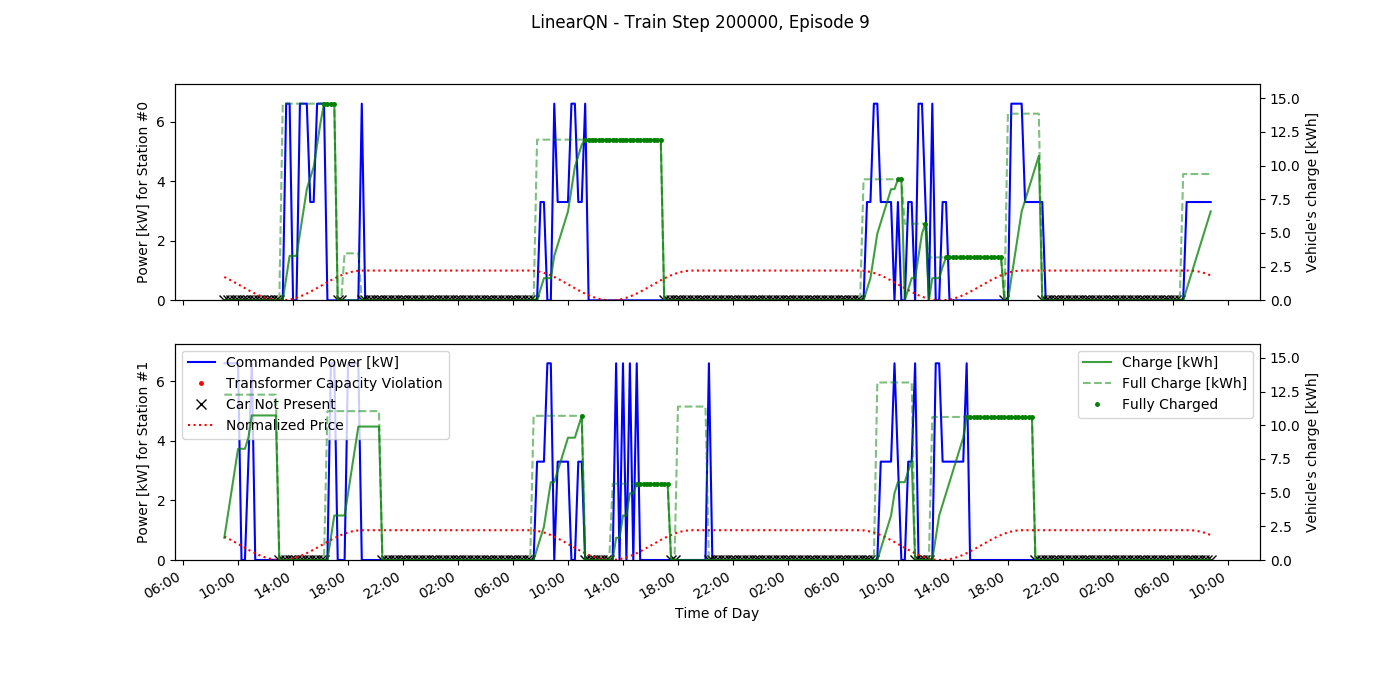 LinearQN - Train Step 200000, Episode 9
Power [kW] for Station #0
6
4
2
0
15.0
12.5
10.0
7.5
5.0
2.5
0.0
Vehicle's charge [kWh]
Power [kW] for Station #1
6
4
2
0
Commanded Power [kW]
Transformer Capacity Violation
Car Not Present
Normalized Price
Charge [kWh]
Full Charge [kWh]
Fully Charged
15.0
12.5
10.0
7.5
5.0
2.5
0.0
Vehicle's charge [kWh]
06:00 10:00 14:00 18:00 22:00 02:00 06:00 10:00 14:00 18:00 22:00 02:00 06:00 10:00 14:00 18:00 22:00 02:00 06:00 10:00
Time of Day